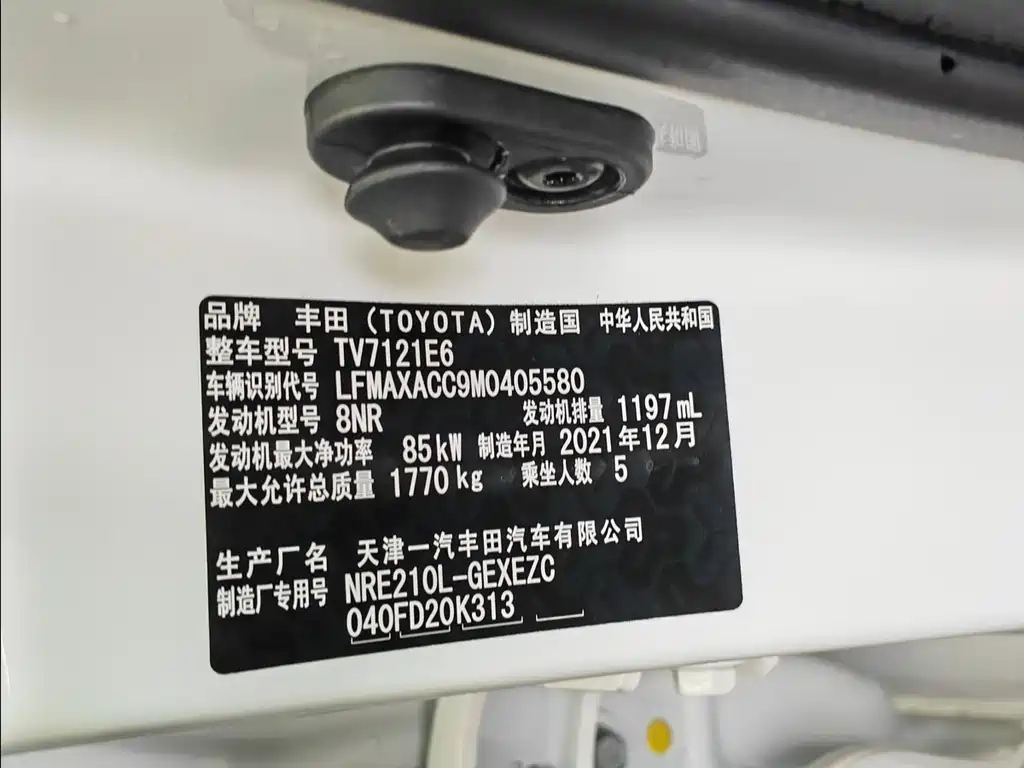 品牌 丰田（TOYOTA）制造国 中华人民共和国
整车型号 TV7121E6
车辆识别代号 LFMAXACC9M0405580
发动机型号 8NR 发动机排量 1197mL
发动机最大净功率 85kW 制造年月 2021年12月
最大允许总质量 1770kg 乘坐人数 5
生产厂名 天津一汽丰田汽车有限公司
制造厂专用号 NRE210L-GEXEZC
040FD20K313